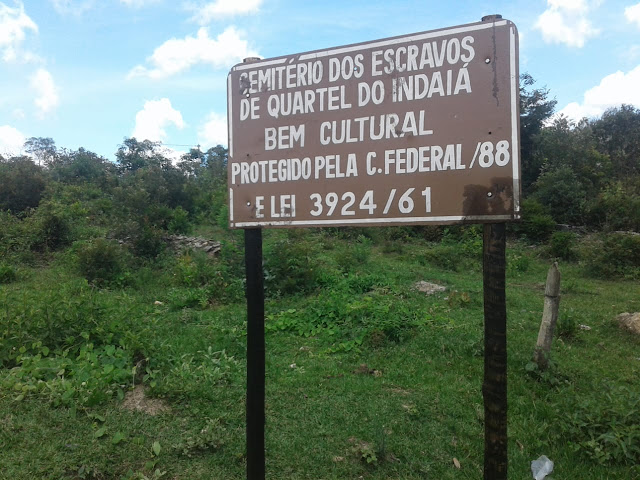 CEMITÉRIO DOS ESCRAVOS
DE QUARTEL DO INDAIÁ
BEM CULTURAL
PROTEGIDO PELA C. FEDERAL/88
E LEI 3924/61